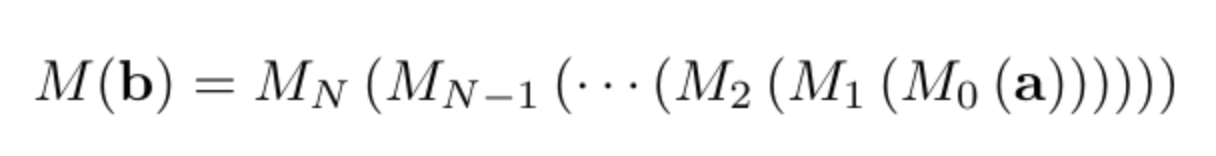 M(b) = M_N (M_{N−1} (⋯ (M_2 (M_1 (M_0 (a))))))